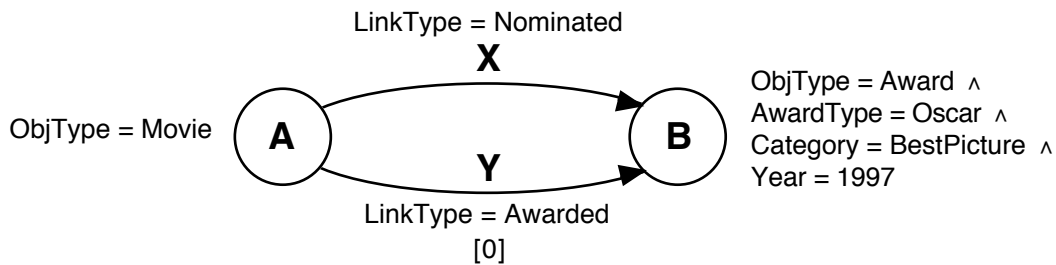 LinkType = Nominated
X
ObjType = Movie
A
B
ObjType = Award ∧
AwardType = Oscar ∧
Category = BestPicture ∧
Year = 1997
Y
LinkType = Awarded
[0]